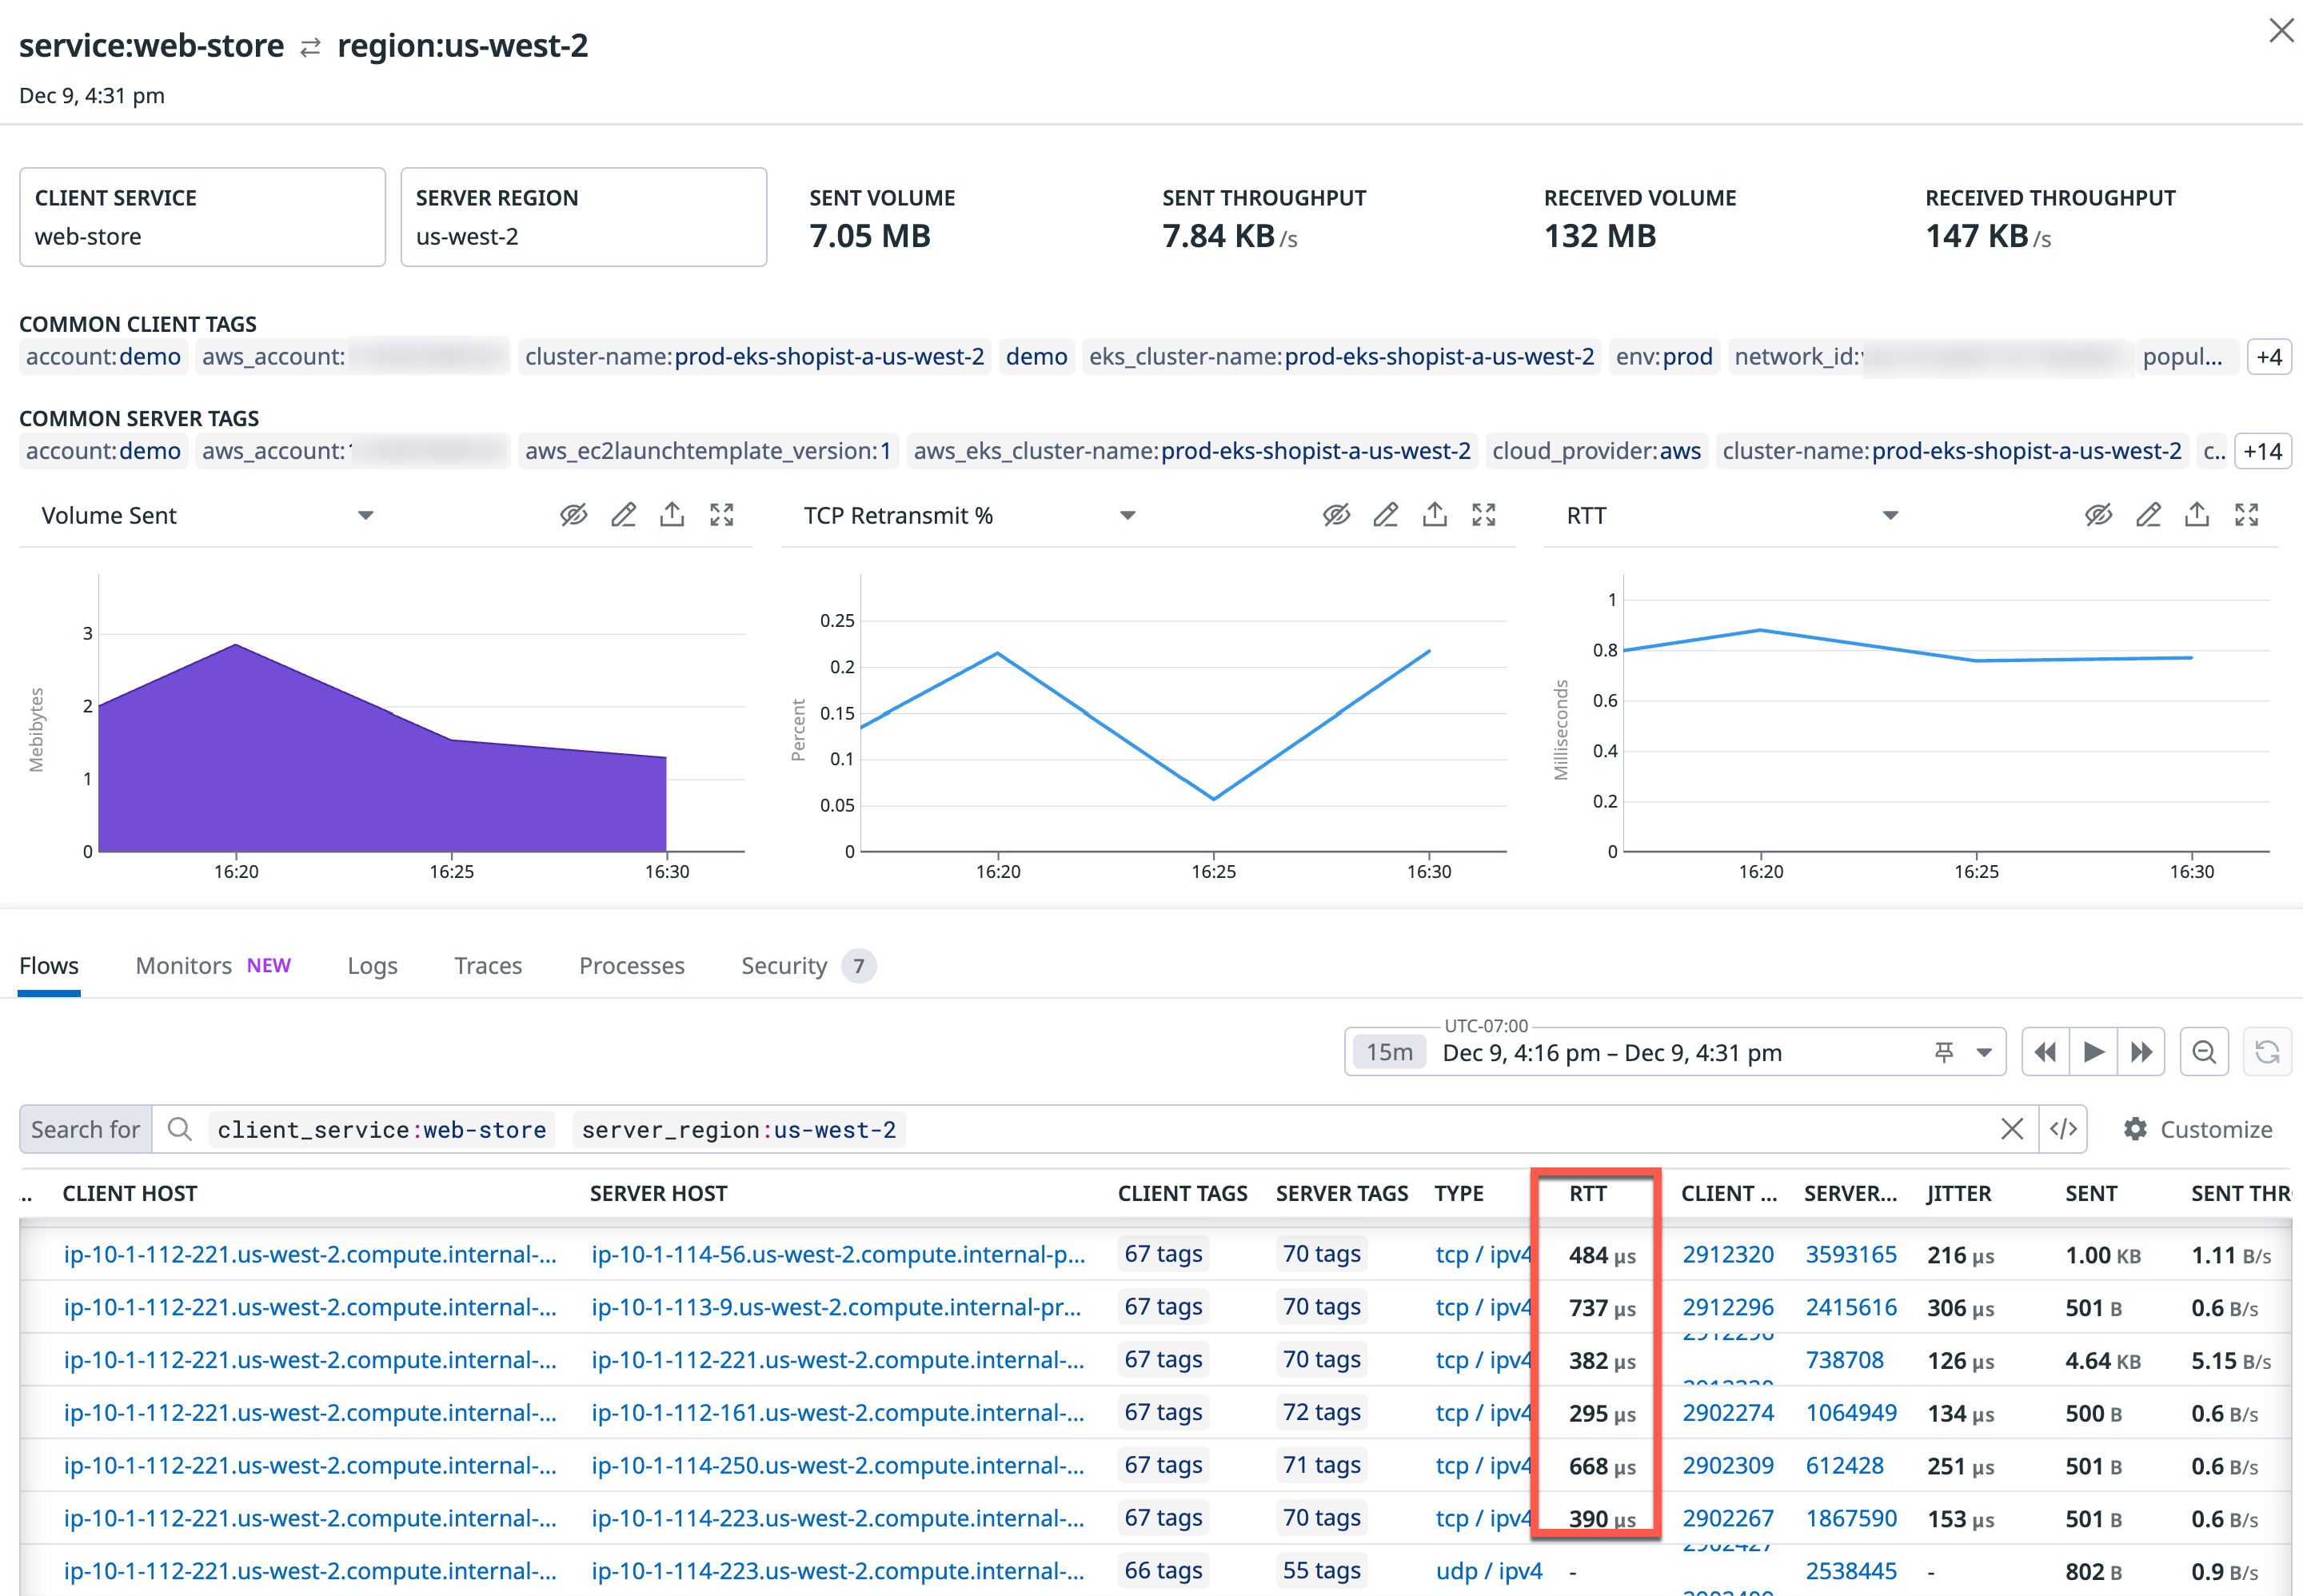 service:web-store ⇄ region:us-west-2
Dec 9, 4:31 pm
CLIENT SERVICE
web-store
SERVER REGION
us-west-2
SENT VOLUME
7.05 MB
SENT THROUGHPUT
7.84 KB/s
RECEIVED VOLUME
132 MB
RECEIVED THROUGHPUT
147 KB/s
COMMON CLIENT TAGS
account:demo aws_account: cluster-name:prod-eks-shopist-a-us-west-2 demo eks_cluster-name:prod-eks-shopist-a-us-west-2 env:prod network_id: popul... +4
COMMON SERVER TAGS
account:demo aws_account: aws_ec2launchtemplate_version:1 aws_eks_cluster-name:prod-eks-shopist-a-us-west-2 cloud_provider:aws cluster-name:prod-eks-shopist-a-us-west-2 c.. +14
Volume Sent
Mebibytes
3
2
1
0
16:20 16:25 16:30
TCP Retransmit %
Percent
0.25
0.2
0.15
0.1
0.05
0
16:20 16:25 16:30
RTT
Milliseconds
1
0.8
0.6
0.4
0.2
0
16:20 16:25 16:30
Flows Monitors NEW Logs Traces Processes Security 7
UTC-07:00
15m Dec 9, 4:16 pm – Dec 9, 4:31 pm
Search for client_service:web-store server_region:us-west-2 </> Customize
.. CLIENT HOST SERVER HOST CLIENT TAGS SERVER TAGS TYPE RTT CLIENT ... SERVER... JITTER SENT SENT THR
ip-10-1-112-221.us-west-2.compute.internal-... ip-10-1-114-56.us-west-2.compute.internal-p... 67 tags 70 tags tcp / ipv4 484 µs 2912320 3593165 216 µs 1.00 KB 1.11 B/s
ip-10-1-112-221.us-west-2.compute.internal-... ip-10-1-113-9.us-west-2.compute.internal-pr... 67 tags 70 tags tcp / ipv4 737 µs 2912296 2415616 306 µs 501 B 0.6 B/s
ip-10-1-112-221.us-west-2.compute.internal-... ip-10-1-112-221.us-west-2.compute.internal-... 67 tags 70 tags tcp / ipv4 382 µs 738708 126 µs 4.64 KB 5.15 B/s
ip-10-1-112-221.us-west-2.compute.internal-... ip-10-1-112-161.us-west-2.compute.internal-... 67 tags 72 tags tcp / ipv4 295 µs 2902274 1064949 134 µs 500 B 0.6 B/s
ip-10-1-112-221.us-west-2.compute.internal-... ip-10-1-114-250.us-west-2.compute.internal-... 67 tags 71 tags tcp / ipv4 668 µs 2902309 612428 251 µs 501 B 0.6 B/s
ip-10-1-112-221.us-west-2.compute.internal-... ip-10-1-114-223.us-west-2.compute.internal-... 67 tags 70 tags tcp / ipv4 390 µs 2902267 1867590 153 µs 501 B 0.6 B/s
ip-10-1-112-221.us-west-2.compute.internal-... ip-10-1-114-223.us-west-2.compute.internal-... 66 tags 55 tags udp / ipv4 - 2538445 - 802 B 0.9 B/s